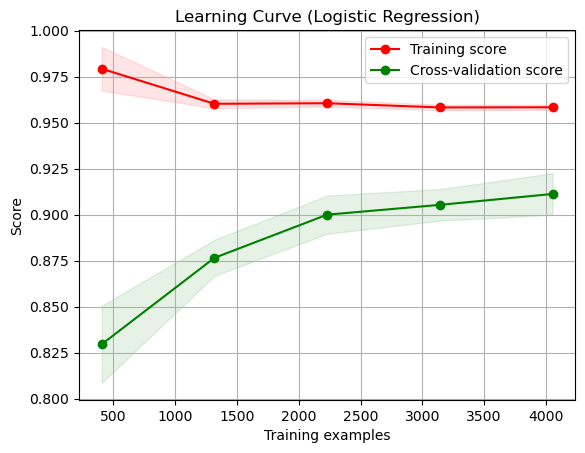 Learning Curve (Logistic Regression)
Training score
Cross-validation score
1.000
0.975
0.950
0.925
0.900
0.875
0.850
0.825
0.800
Score
500 1000 1500 2000 2500 3000 3500 4000
Training examples